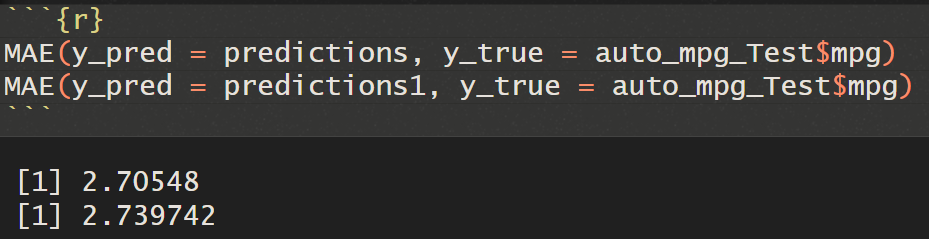 ```{r}
MAE(y_pred = predictions, y_true = auto_mpg_Test$mpg)
MAE(y_pred = predictions1, y_true = auto_mpg_Test$mpg)
```
[1] 2.70548
[1] 2.739742